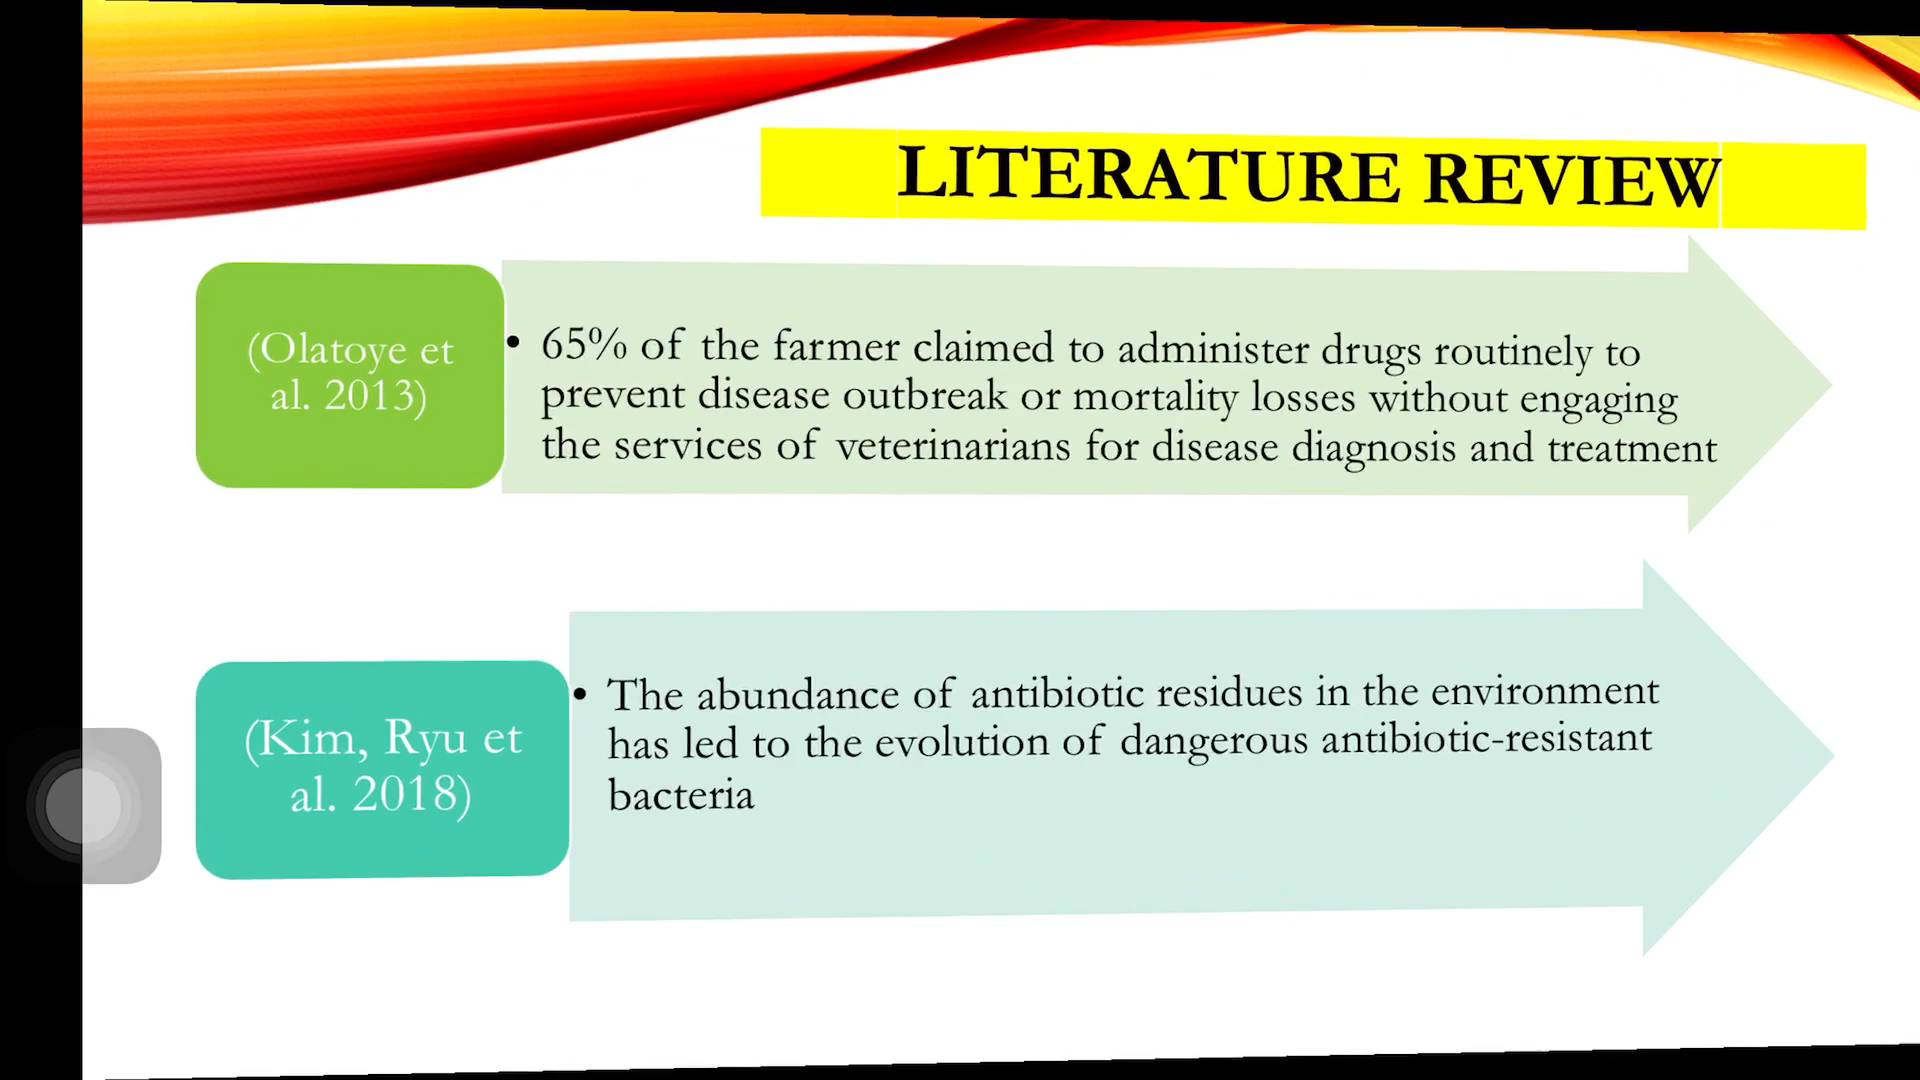 LITERATURE REVIEW
(Olatoye et
al. 2013)
• 65% of the farmer claimed to administer drugs routinely to
prevent disease outbreak or mortality losses without engaging
the services of veterinarians for disease diagnosis and treatment
(Kim, Ryu et
al. 2018)
• The abundance of antibiotic residues in the environment
has led to the evolution of dangerous antibiotic-resistant
bacteria